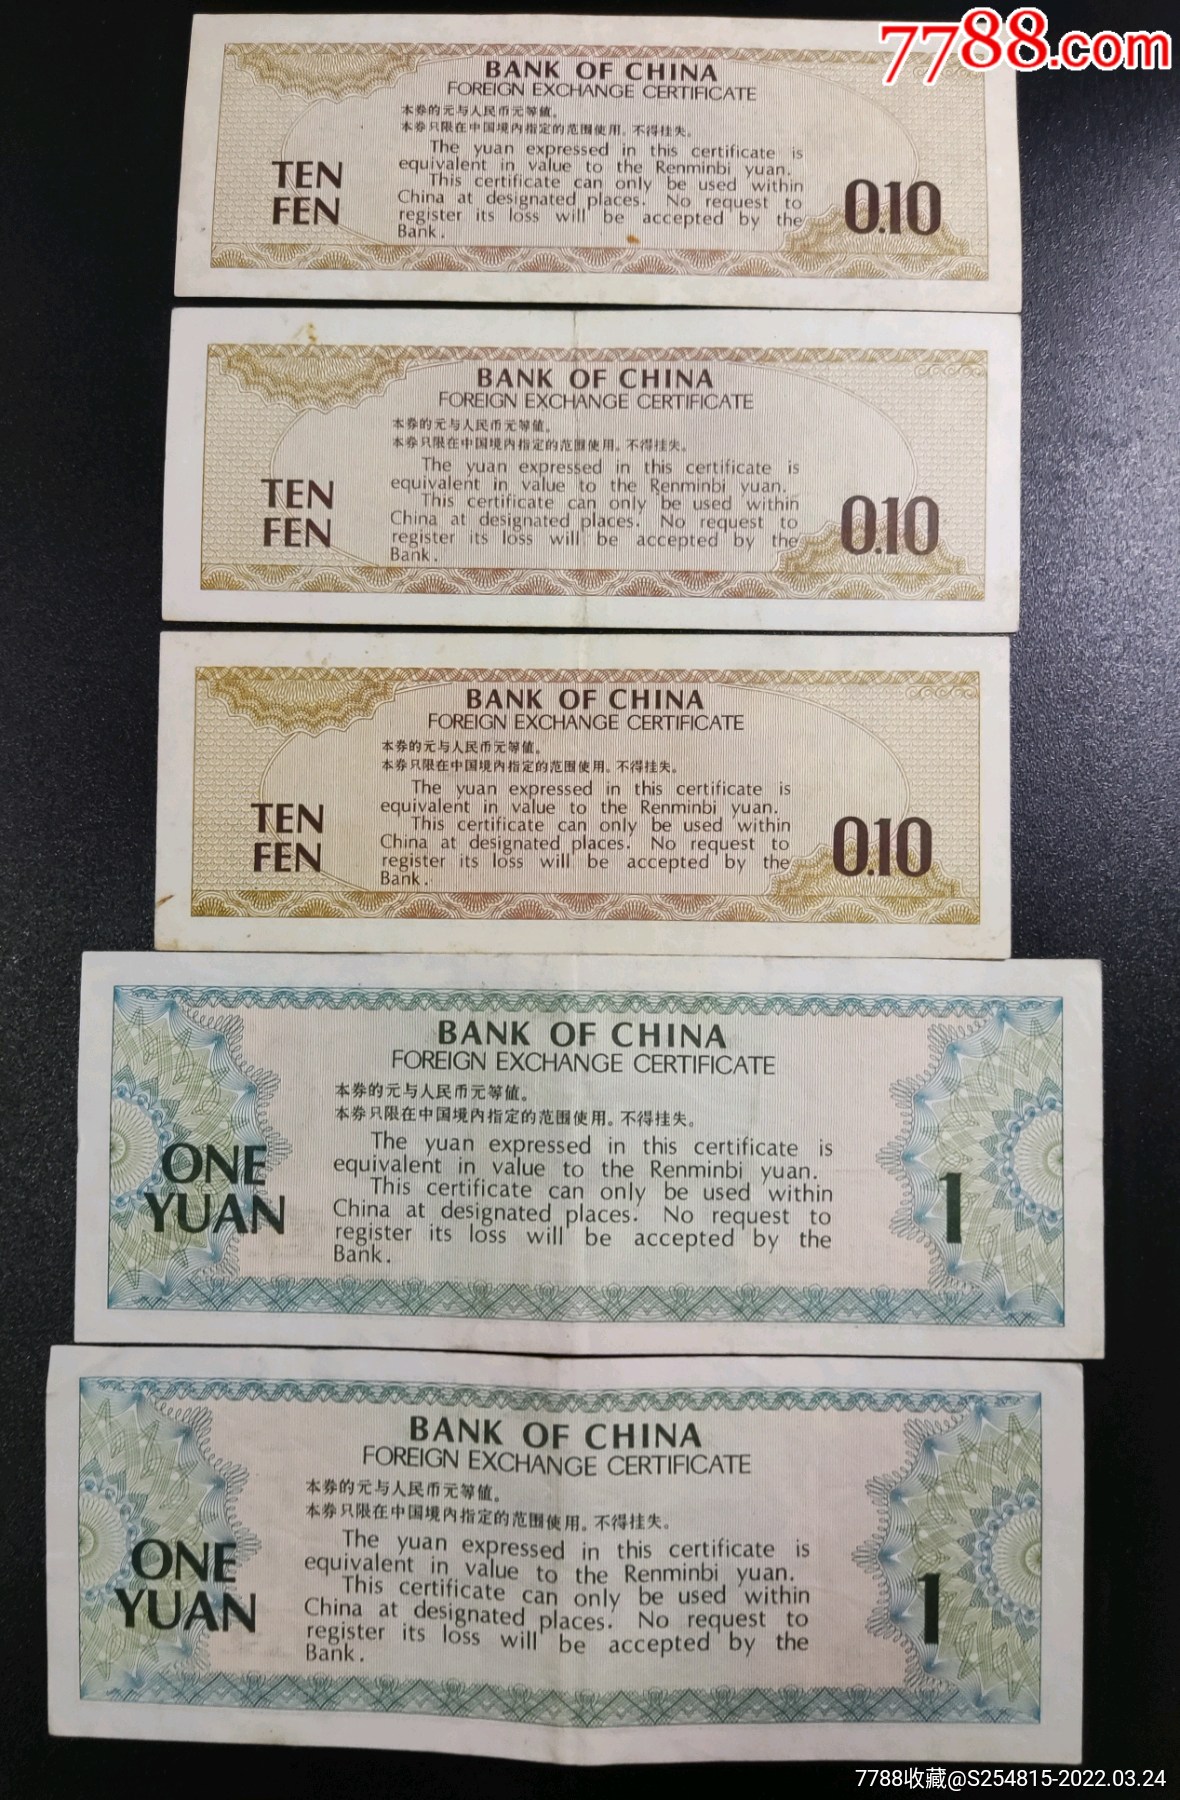 7788.com
BANK OF CHINA
FOREIGN EXCHANGE CERTIFICATE
本券的元与人民币元等值。
本券只限在中国境内指定的范围使用。不得挂失。
The yuan expressed in this certificate is
equivalent in value to the Renminbi yuan.
This certificate can only be used within
China at designated places. No request to
register its loss will be accepted by the
Bank.
TEN
FEN
0.10
BANK OF CHINA
FOREIGN EXCHANGE CERTIFICATE
本券的元与人民币元等值。
本券只限在中国境内指定的范围使用。不得挂失。
The yuan expressed in this certificate is
equivalent in value to the Renminbi yuan.
This certificate can only be used within
China at designated places. No request to
register its loss will be accepted by the
Bank.
TEN
FEN
0.10
BANK OF CHINA
FOREIGN EXCHANGE CERTIFICATE
本券的元与人民币元等值。
本券只限在中国境内指定的范围使用。不得挂失。
The yuan expressed in this certificate is
equivalent in value to the Renminbi yuan.
This certificate can only be used within
China at designated places. No request to
register its loss will be accepted by the
Bank.
TEN
FEN
0.10
BANK OF CHINA
FOREIGN EXCHANGE CERTIFICATE
本券的元与人民币元等值。
本券只限在中国境内指定的范围使用。不得挂失。
The yuan expressed in this certificate is
equivalent in value to the Renminbi yuan.
This certificate can only be used within
China at designated places. No request to
register its loss will be accepted by the
Bank.
ONE
YUAN
1
BANK OF CHINA
FOREIGN EXCHANGE CERTIFICATE
本券的元与人民币元等值。
本券只限在中国境内指定的范围使用。不得挂失。
The yuan expressed in this certificate is
equivalent in value to the Renminbi yuan.
This certificate can only be used within
China at designated places. No request to
register its loss will be accepted by the
Bank.
ONE
YUAN
1
7788收藏@S254815-2022.03.24